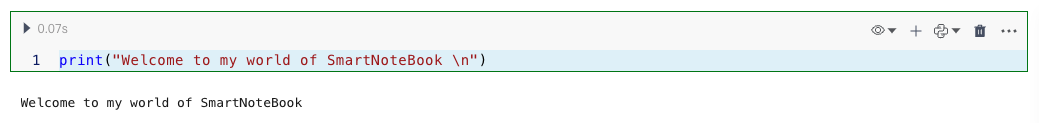 0.07s
1 print("Welcome to my world of SmartNoteBook \n")
Welcome to my world of SmartNoteBook